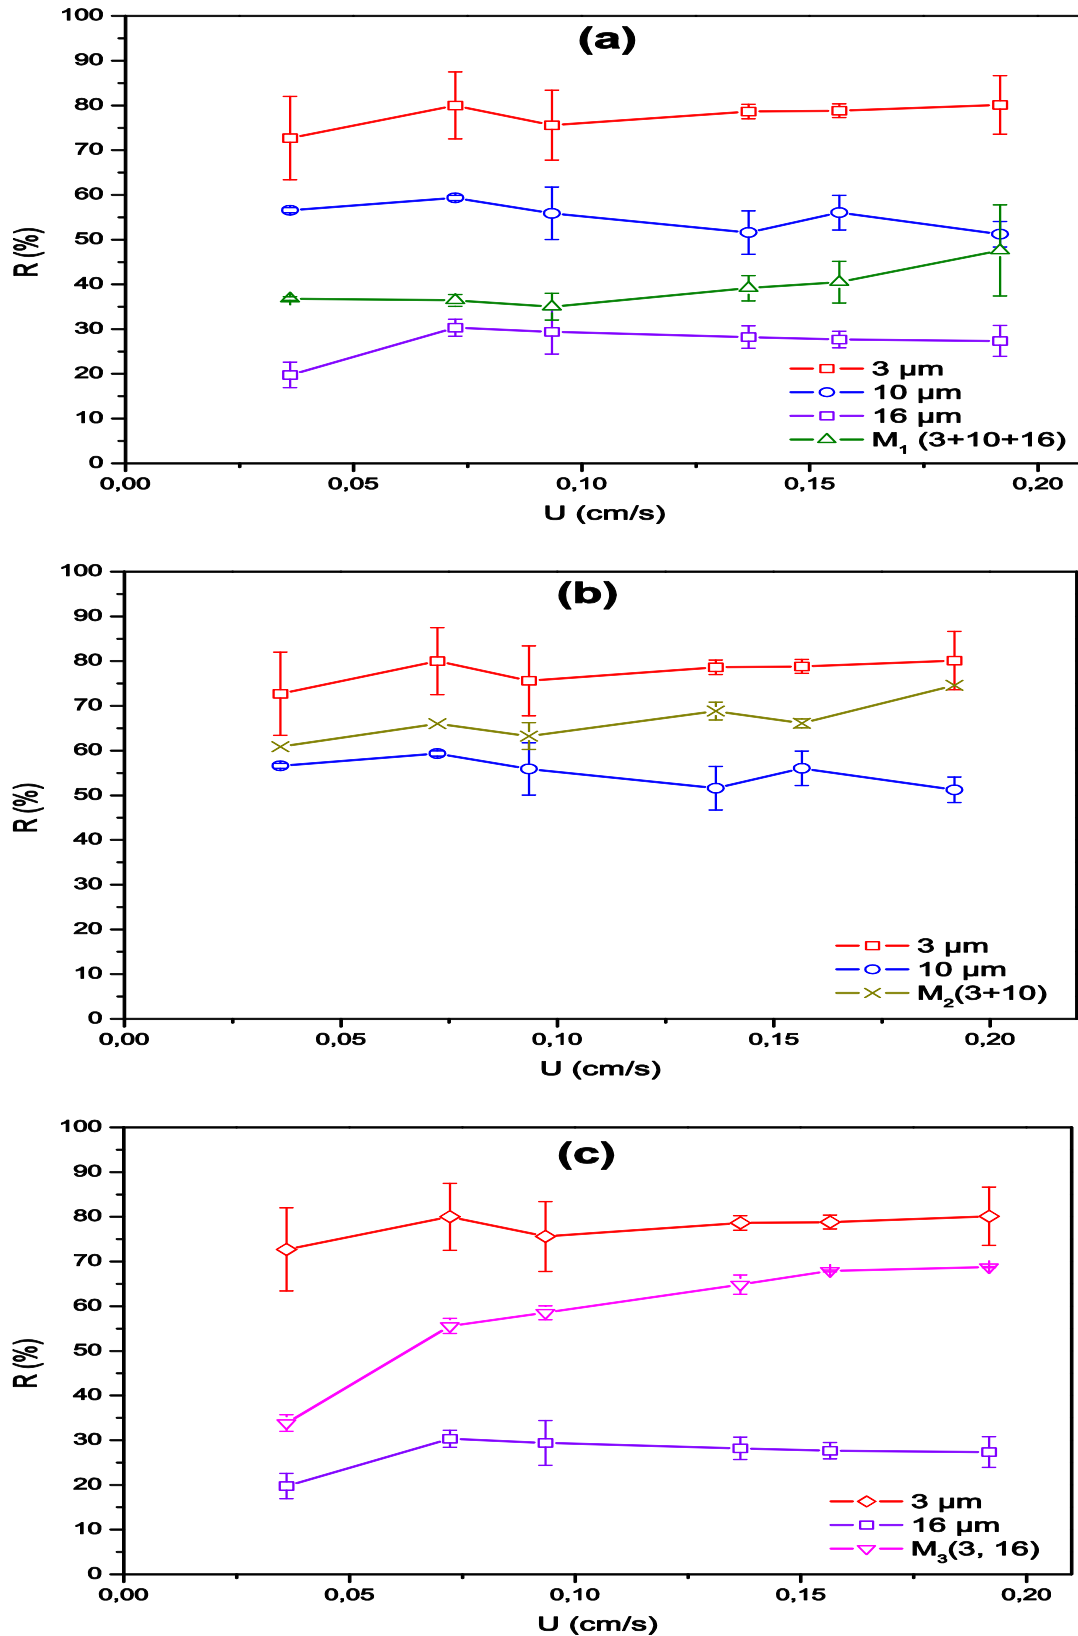 (a)
100
90
80
70
60
50
40
30
20
10
0
R (%)
3 µm
10 µm
16 µm
M₁ (3+10+16)
0,00 0,05 0,10 0,15 0,20
U (cm/s)
(b)
100
90
80
70
60
50
40
30
20
10
0
R (%)
3 µm
10 µm
M₂(3+10)
0,00 0,05 0,10 0,15 0,20
U (cm/s)
(c)
100
90
80
70
60
50
40
30
20
10
0
R (%)
3 µm
16 µm
M₃(3, 16)
0,00 0,05 0,10 0,15 0,20
U (cm/s)